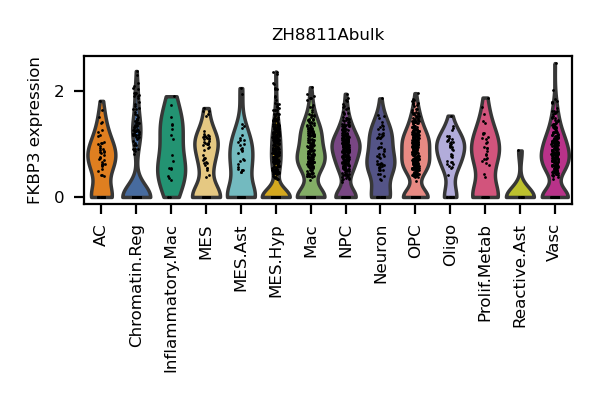 ZH8811Abulk
FKBP3 expression
2
0
AC
Chromatin.Reg
Inflammatory.Mac
MES
MES.Ast
MES.Hyp
Mac
NPC
Neuron
OPC
Oligo
Prolif.Metab
Reactive.Ast
Vasc